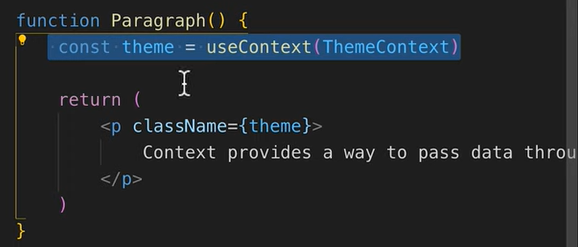 function Paragraph() {
const theme = useContext(ThemeContext)
return (
<p className={theme}>
Context provides a way to pass data throu
</p>
)
}